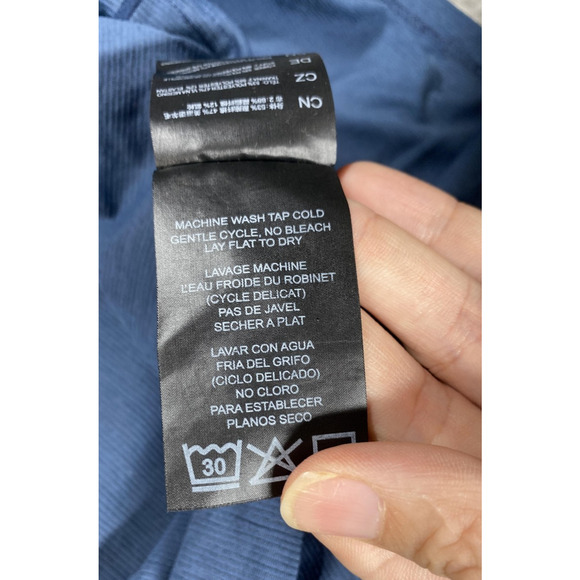 DE
CZ
CN
MACHINE WASH TAP COLD
GENTLE CYCLE, NO BLEACH
LAY FLAT TO DRY
LAVAGE MACHINE
L'EAU FROIDE DU ROBINET
(CYCLE DELICAT)
PAS DE JAVEL
SECHER A PLAT
LAVAR CON AGUA
FRIA DEL GRIFO
(CICLO DELICADO)
NO CLORO
PARA ESTABLECER
PLANOS SECO
30